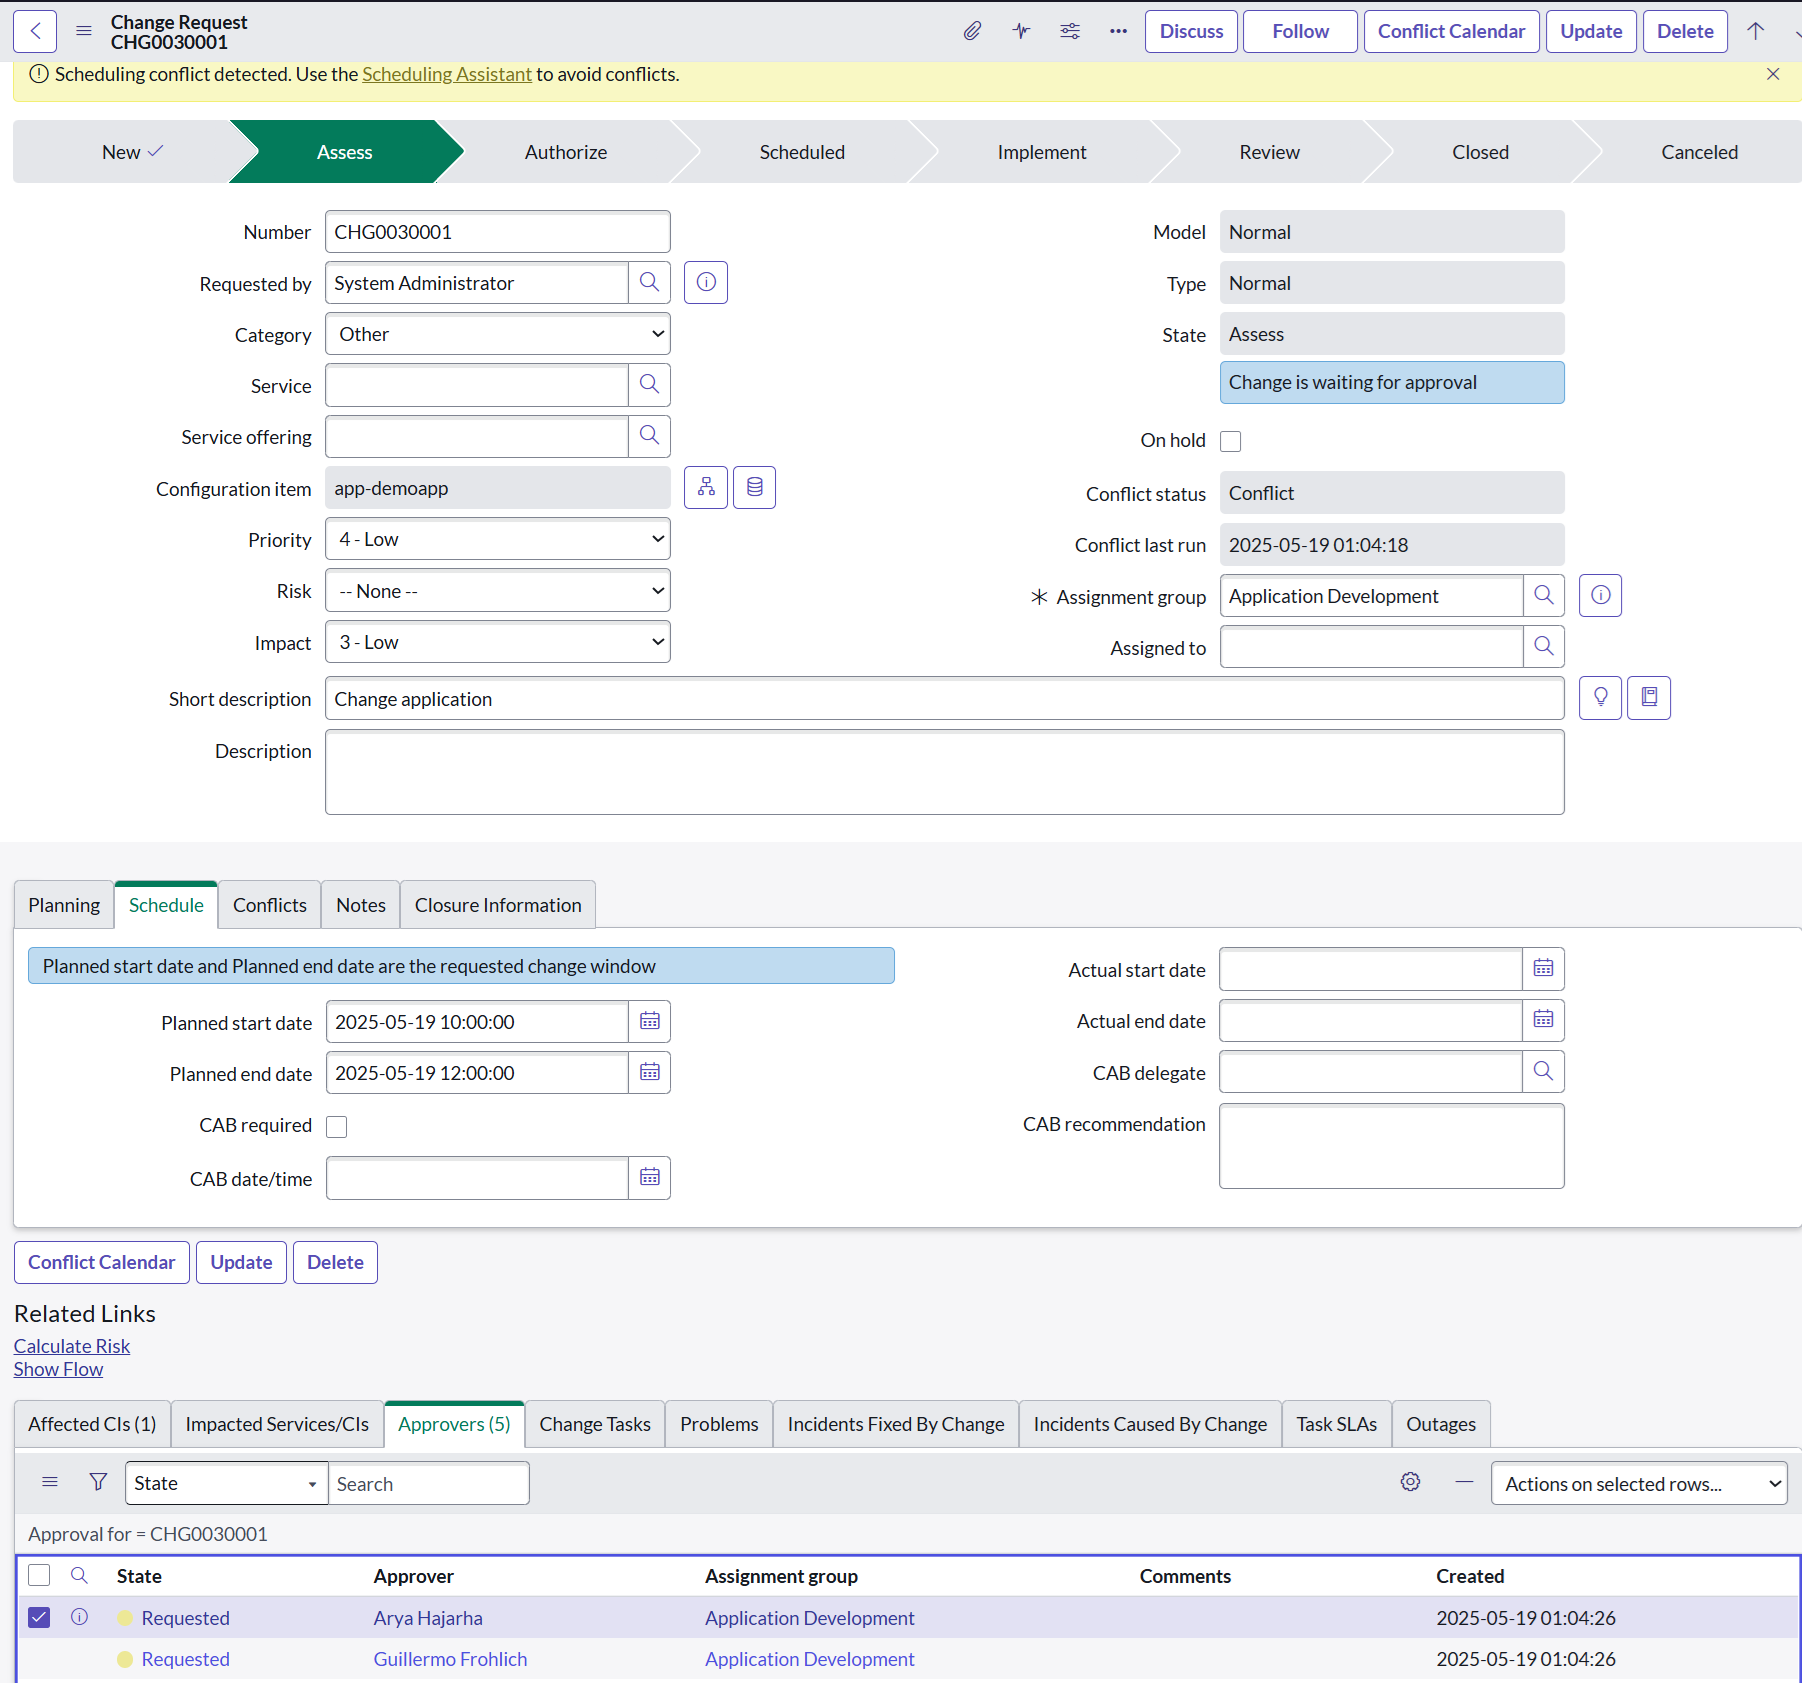 Change Request
CHG0030001
Discuss
Follow
Conflict Calendar
Update
Delete
Scheduling conflict detected. Use the Scheduling Assistant to avoid conflicts.
New
Assess
Authorize
Scheduled
Implement
Review
Closed
Canceled
Number CHG0030001
Requested by System Administrator
Category Other
Service
Service offering
Configuration item app-demoapp
Priority 4 - Low
Risk -- None --
Impact 3 - Low
Model Normal
Type Normal
State Assess
Change is waiting for approval
On hold
Conflict status Conflict
Conflict last run 2025-05-19 01:04:18
Assignment group Application Development
Assigned to
Short description Change application
Description
Planning
Schedule
Conflicts
Notes
Closure Information
Planned start date and Planned end date are the requested change window
Planned start date 2025-05-19 10:00:00
Planned end date 2025-05-19 12:00:00
CAB required
CAB date/time
Actual start date
Actual end date
CAB delegate
CAB recommendation
Conflict Calendar
Update
Delete
Related Links
Calculate Risk
Show Flow
Affected CIs (1)
Impacted Services/CIs
Approvers (5)
Change Tasks
Problems
Incidents Fixed By Change
Incidents Caused By Change
Task SLAs
Outages
State
Search
Actions on selected rows...
Approval for = CHG0030001
State Approver Assignment group Comments Created
Requested Arya Hajarha Application Development 2025-05-19 01:04:26
Requested Guillermo Frohlich Application Development 2025-05-19 01:04:26